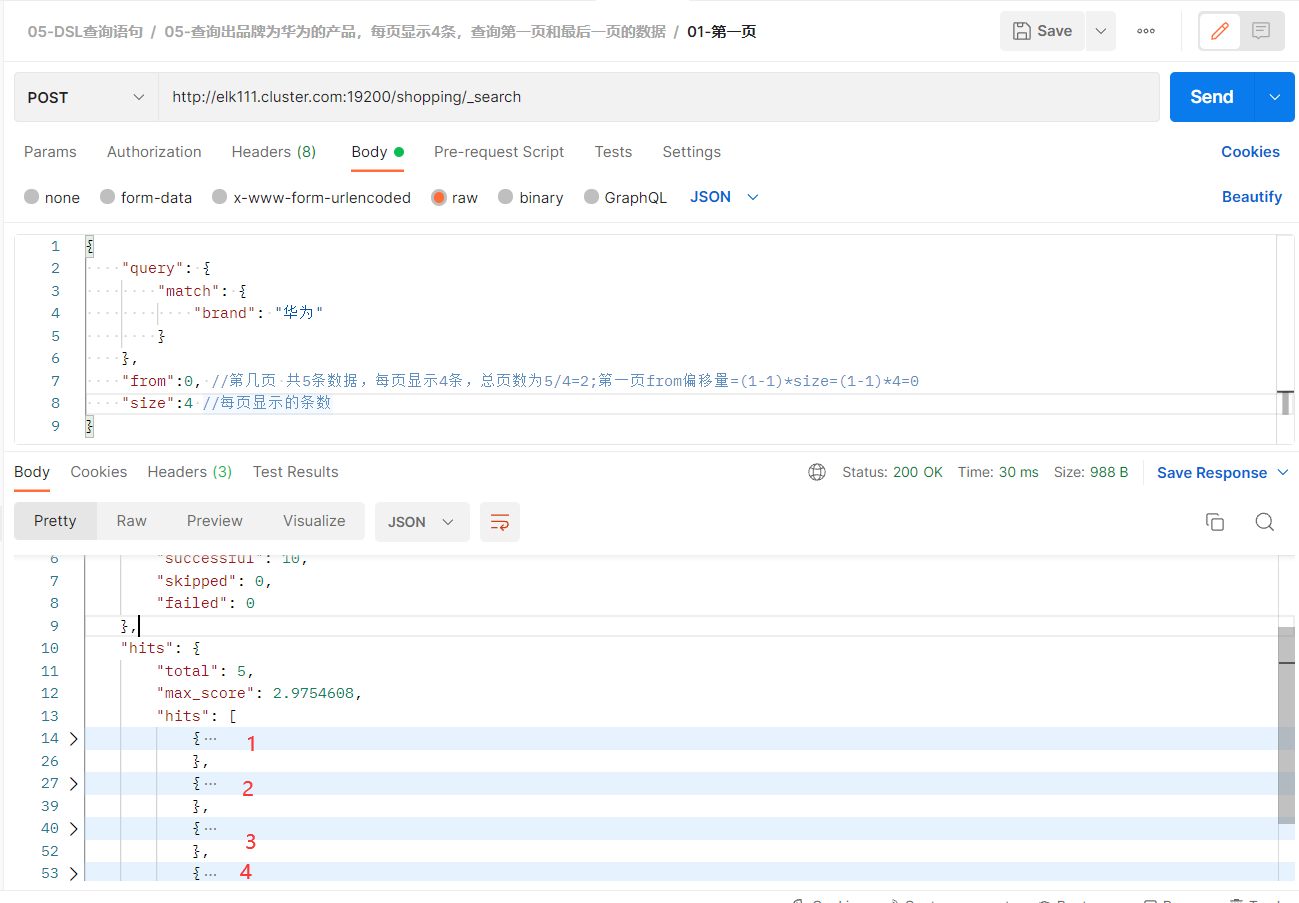 05-DSL查询语句 / 05-查询出品牌为华为的产品，每页显示4条，查询第一页和最后一页的数据 / 01-第一页
Save
POST
http://elk111.cluster.com:19200/shopping/_search
Send
Params Authorization Headers (8) Body Pre-request Script Tests Settings Cookies
none form-data x-www-form-urlencoded raw binary GraphQL JSON Beautify
1 {
2 "query": {
3 "match": {
4 "brand": "华为"
5 }
6 },
7 "from":0, //第几页 共5条数据，每页显示4条，总页数为5/4=2;第一页from偏移量=(1-1)*size=(1-1)*4=0
8 "size":4 //每页显示的条数
9 }
Body Cookies Headers (3) Test Results Status: 200 OK Time: 30 ms Size: 988 B Save Response
Pretty Raw Preview Visualize JSON
6 "successful": 10,
7 "skipped": 0,
8 "failed": 0
9 },
10 "hits": {
11 "total": 5,
12 "max_score": 2.9754608,
13 "hits": [
14 {··· 1
26 },
27 {··· 2
39 },
40 {··· 3
52 },
53 {··· 4